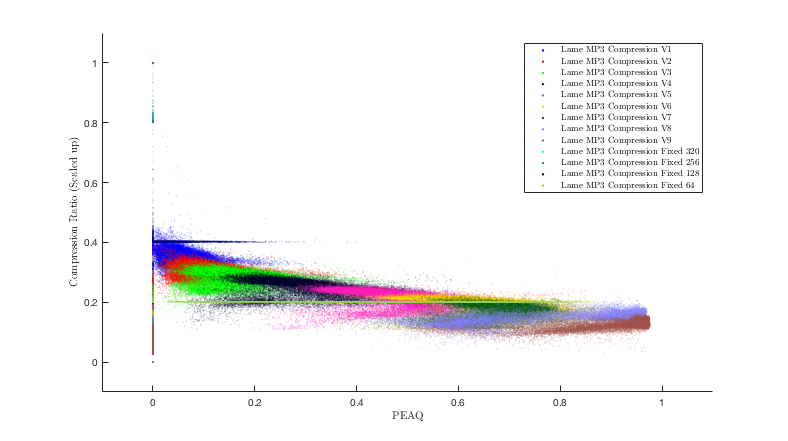 Lame MP3 Compression V1
Lame MP3 Compression V2
Lame MP3 Compression V3
Lame MP3 Compression V4
Lame MP3 Compression V5
Lame MP3 Compression V6
Lame MP3 Compression V7
Lame MP3 Compression V8
Lame MP3 Compression V9
Lame MP3 Compression Fixed 320
Lame MP3 Compression Fixed 256
Lame MP3 Compression Fixed 128
Lame MP3 Compression Fixed 64
Compression Ratio (Scaled up)
1
0.8
0.6
0.4
0.2
0
0 0.2 0.4 0.6 0.8 1
PEAQ